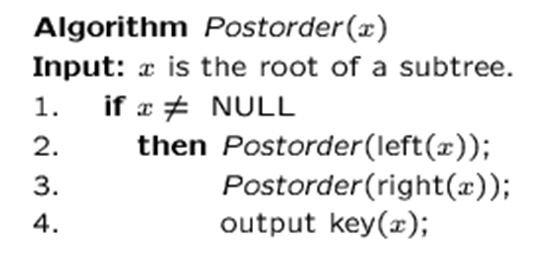 Algorithm Postorder(x)
Input: x is the root of a subtree.
1. if x ≠ NULL
2. then Postorder(left(x));
3. Postorder(right(x));
4. output key(x);